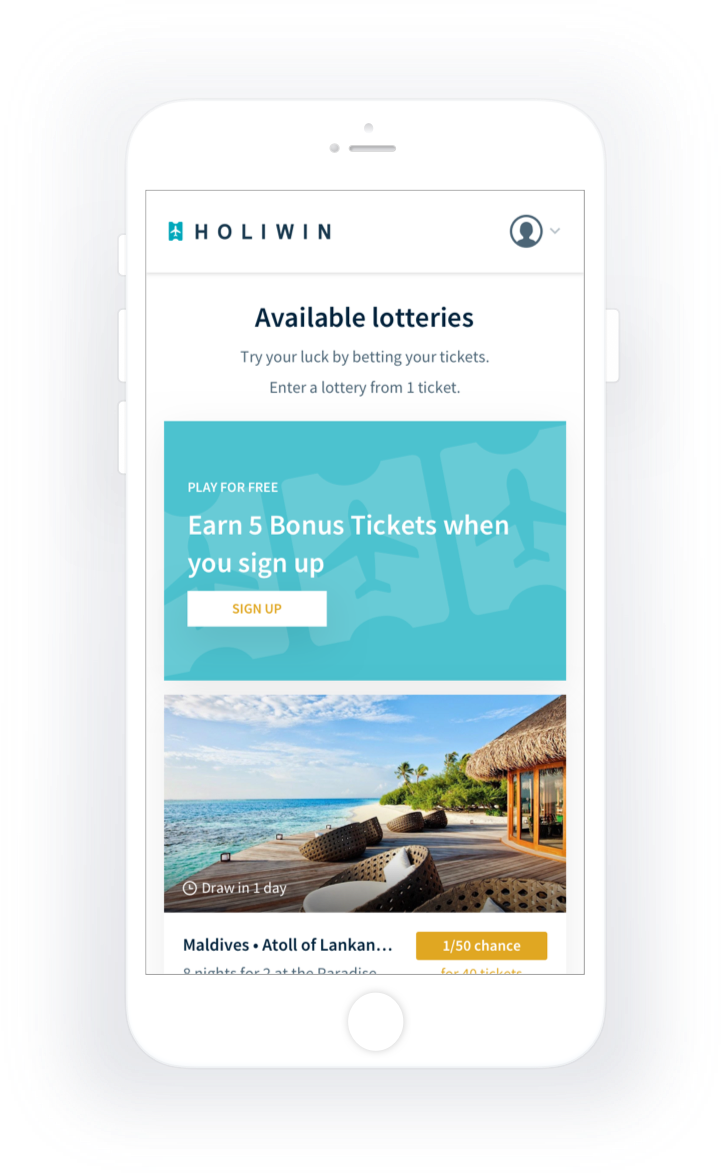 HOLIWIN
Available lotteries
Try your luck by betting your tickets.
Enter a lottery from 1 ticket.
PLAY FOR FREE
Earn 5 Bonus Tickets when
you sign up
SIGN UP
Draw in 1 day
Maldives • Atoll of Lankan...
1/50 chance
8 nights for 2 at the Paradise
for 40 tickets